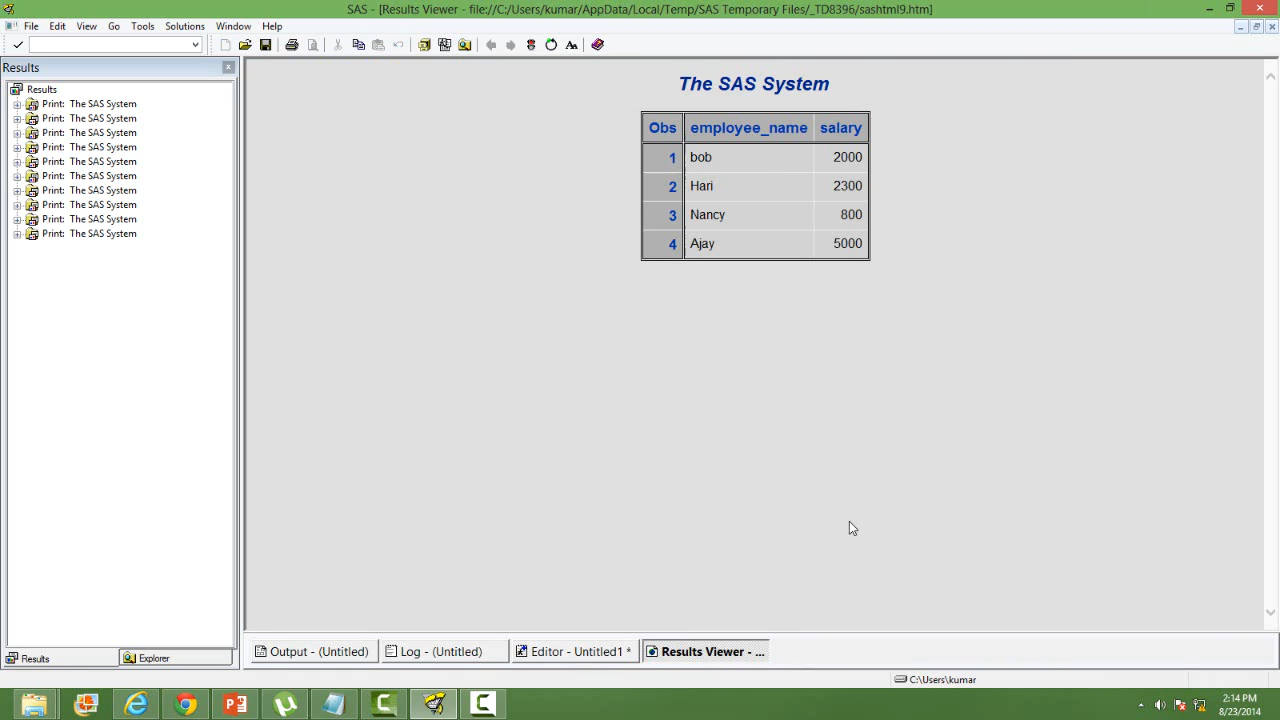 SAS - [Results Viewer - file://C:/Users/kumar/AppData/Local/Temp/SAS Temporary Files/_TD8396/sashtml9.htm]
File Edit View Go Tools Solutions Window Help
Results
Results
Print: The SAS System
Print: The SAS System
Print: The SAS System
Print: The SAS System
Print: The SAS System
Print: The SAS System
Print: The SAS System
Print: The SAS System
Print: The SAS System
Print: The SAS System
The SAS System
Obs employee_name salary
1 bob 2000
2 Hari 2300
3 Nancy 800
4 Ajay 5000
Results Explorer
Output - (Untitled) Log - (Untitled) Editor - Untitled1 * Results Viewer - ...
C:\Users\kumar
2:14 PM
8/23/2014